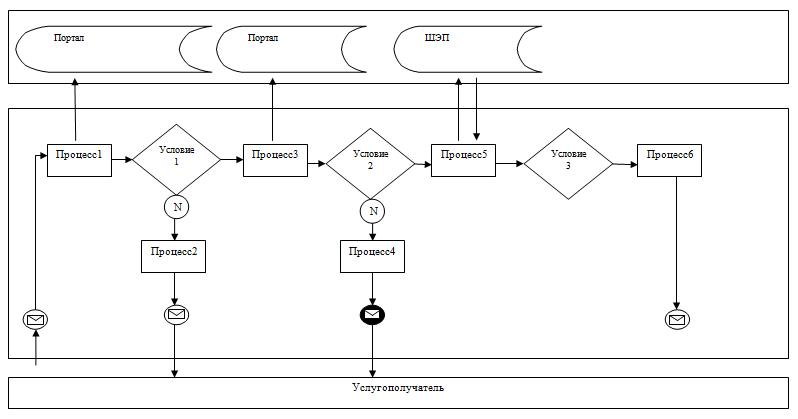 Портал
Портал
ШЭП
Процесс1
Условие
1
Процесс3
Условие
2
Процесс5
Условие
3
Процесс6
N
N
Процесс2
Процесс4
Услугополучатель